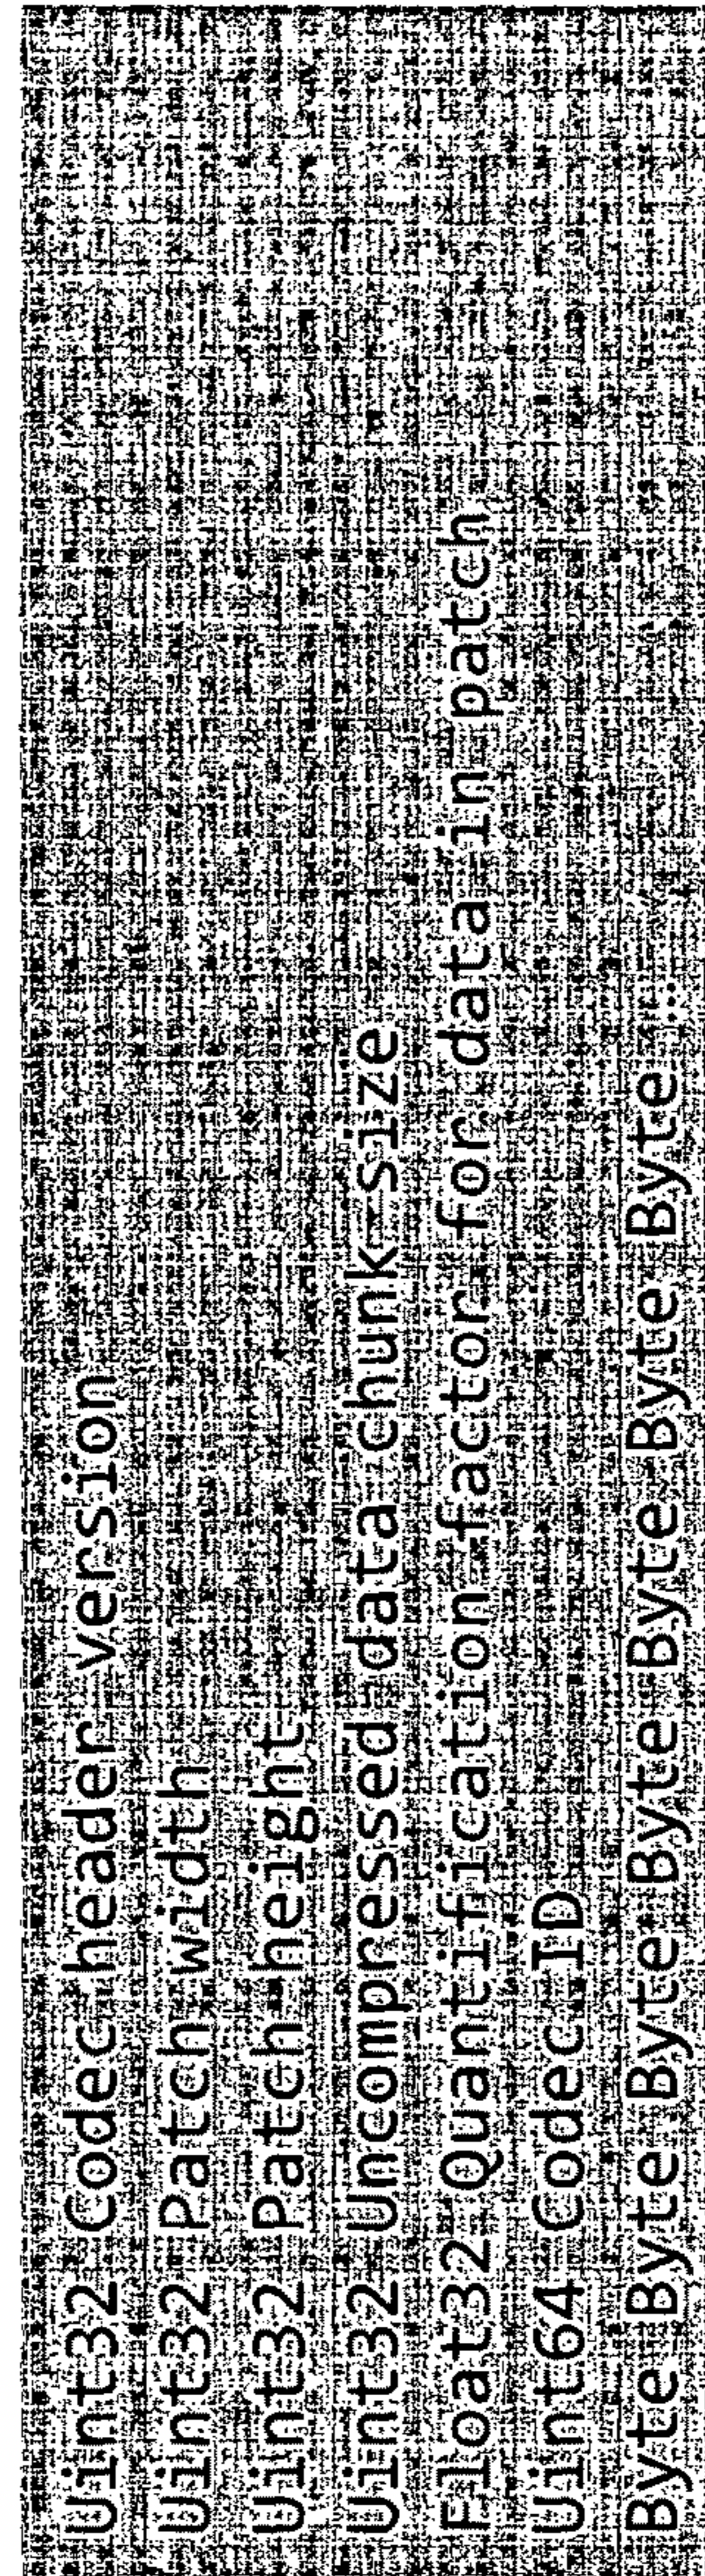 Uint32 Codec header version
Uint32 Patch width
Uint32 Patch height
Uint32 Uncompressed data chunk size
Float32 Quantification factor for data in patch
Uint64 Codec ID
Byte Byte Byte Byte Byte Byte Byte ...